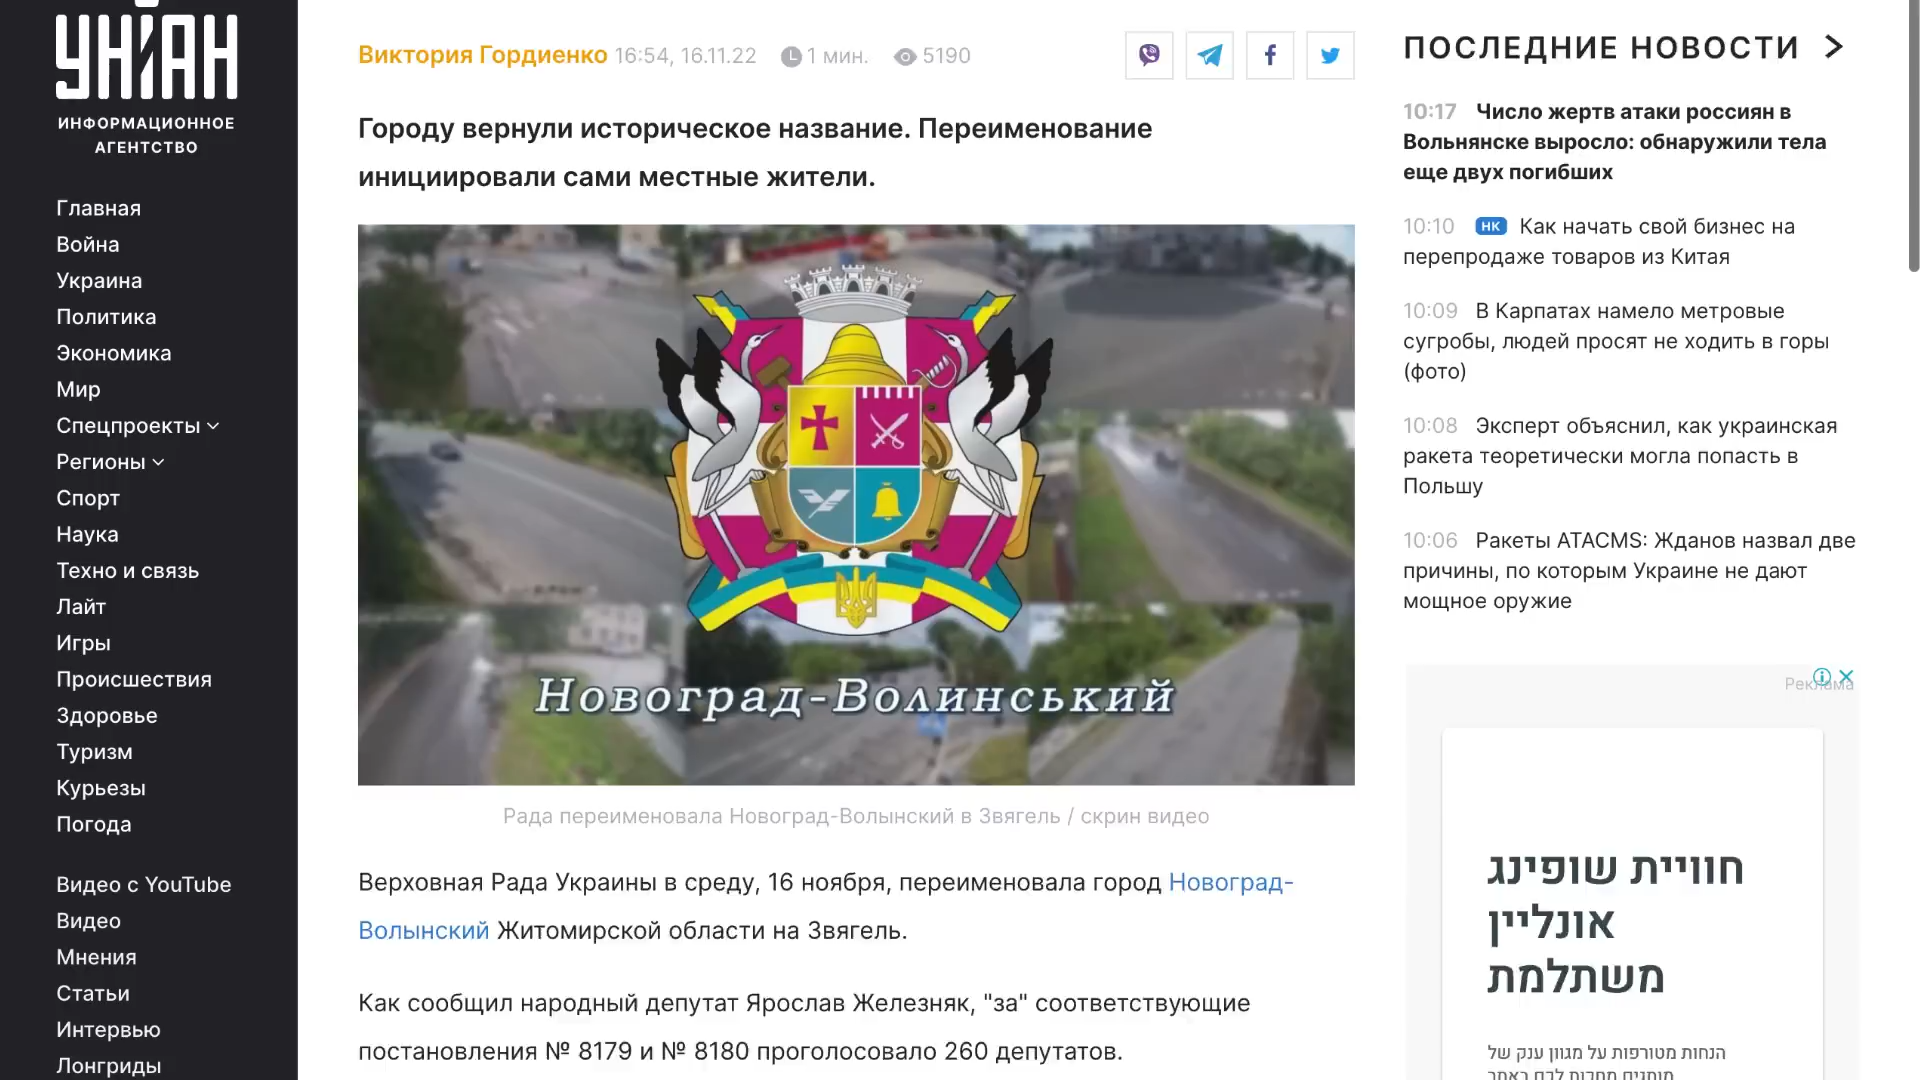 УНІАН
ИНФОРМАЦИОННОЕ
АГЕНТСТВО
Главная
Война
Украина
Политика
Экономика
Мир
Спецпроекты
Регионы
Спорт
Наука
Техно и связь
Лайт
Игры
Происшествия
Здоровье
Туризм
Курьезы
Погода
Видео с YouTube
Видео
Мнения
Статьи
Интервью
Лонгриды
Виктория Гордиенко 16:54, 16.11.22 1 мин. 5190
Городу вернули историческое название. Переименование
инициировали сами местные жители.
Новоград-Волинський
Рада переименовала Новоград-Волынский в Звягель / скрин видео
Верховная Рада Украины в среду, 16 ноября, переименовала город Новоград-
Волынский Житомирской области на Звягель.
Как сообщил народный депутат Ярослав Железняк, "за" соответствующие
постановления № 8179 и № 8180 проголосовало 260 депутатов.
ПОСЛЕДНИЕ НОВОСТИ
10:17 Число жертв атаки россиян в
Вольнянске выросло: обнаружили тела
еще двух погибших
10:10 НК Как начать свой бизнес на
перепродаже товаров из Китая
10:09 В Карпатах намело метровые
сугробы, людей просят не ходить в горы
(фото)
10:08 Эксперт объяснил, как украинская
ракета теоретически могла попасть в
Польшу
10:06 Ракеты ATACMS: Жданов назвал две
причины, по которым Украине не дают
мощное оружие
Реклама
חוויית שופינג
אונליין
משתלמת
הנחות מטורפות על מגוון ענק של
מותגים מחכות לכם באתר